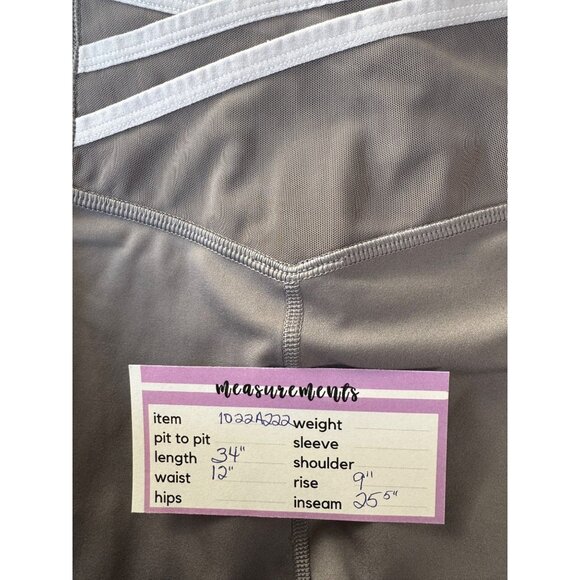 measurements
item 1022A222 weight
pit to pit sleeve
length 34" shoulder
waist 12" rise 9"
hips inseam 25.5"